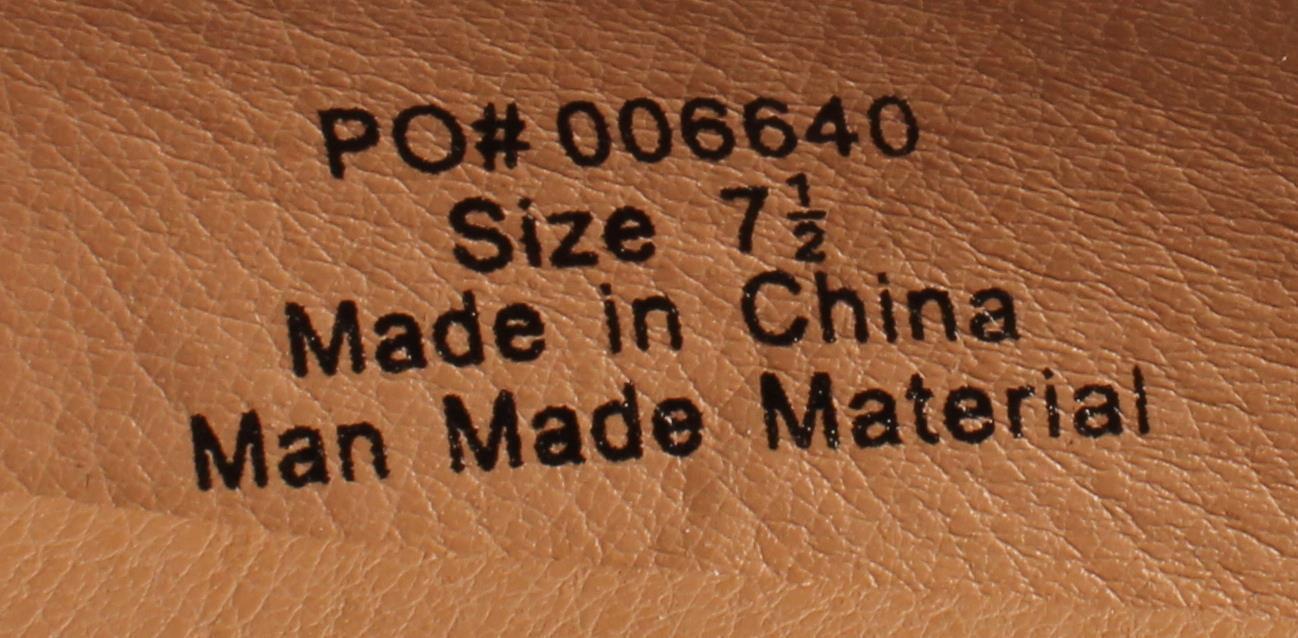 PO# 006640
Size 7½
Made in China
Man Made Material